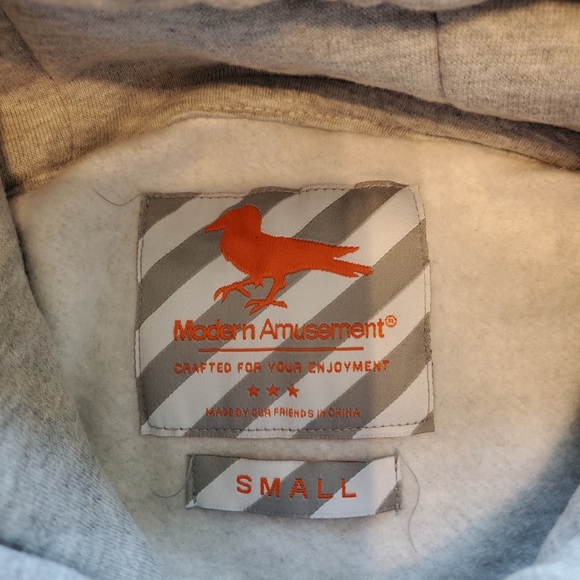 Modern Amusement®
CRAFTED FOR YOUR ENJOYMENT
MADE BY OUR FRIENDS IN CHINA
SMALL